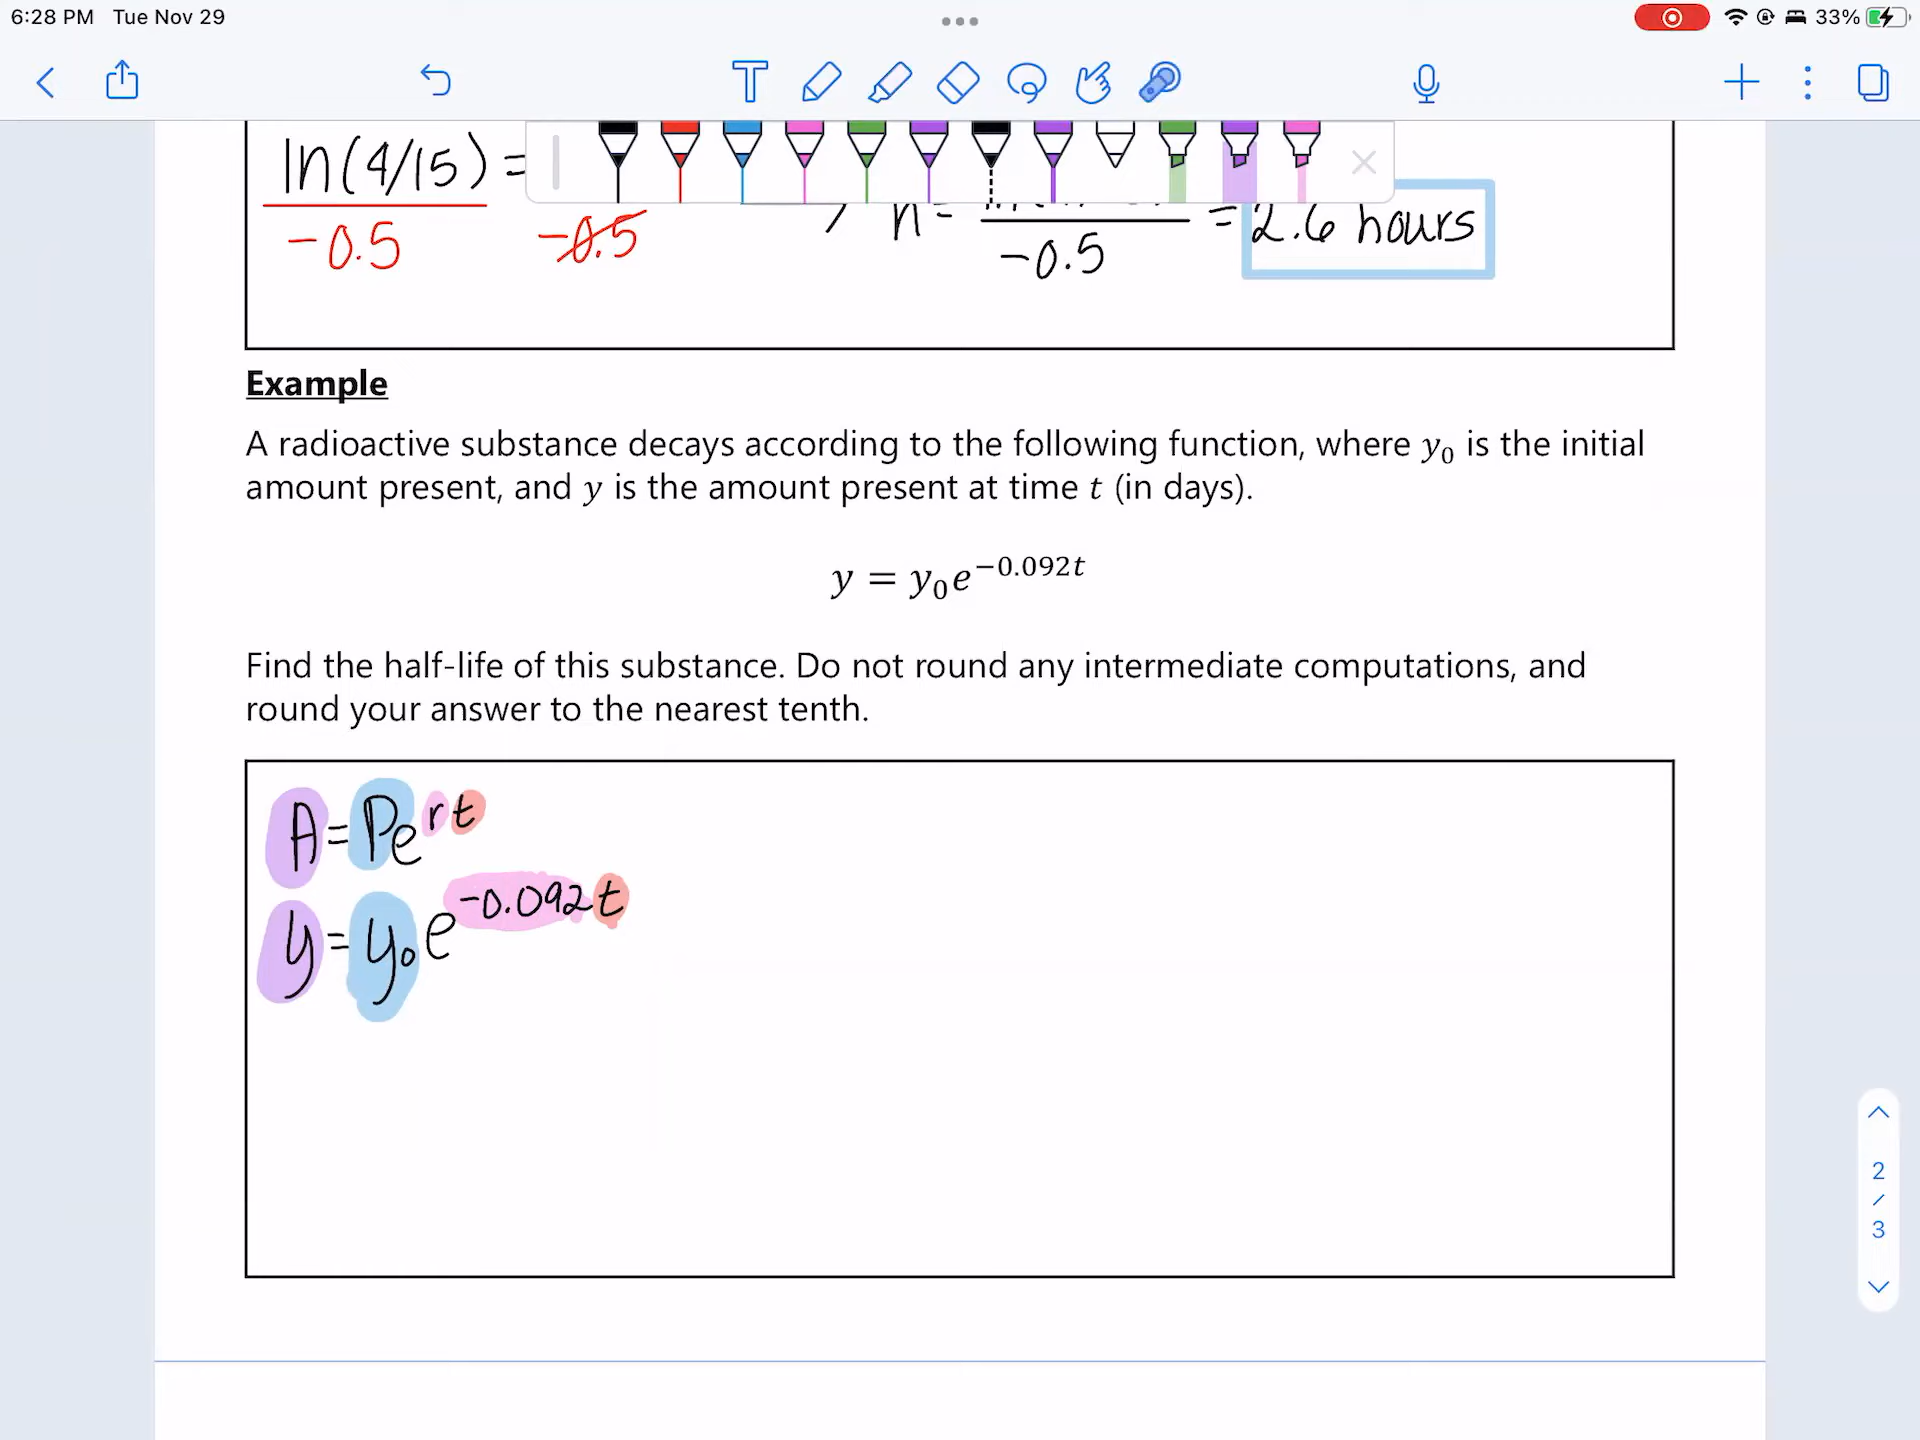 6:28 PM Tue Nov 29
33%
ln(4/15) =
-0.5 -0.5
n = = 2.6 hours
-0.5
Example
A radioactive substance decays according to the following function, where y₀ is the initial
amount present, and y is the amount present at time t (in days).
y = y₀e^−0.092t
Find the half-life of this substance. Do not round any intermediate computations, and
round your answer to the nearest tenth.
A=Pe^rt
y=y₀e^-0.092t
2
/
3